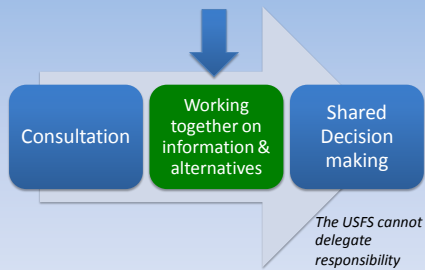 Consultation
Working
together on
information &
alternatives
Shared
Decision
making
The USFS cannot
delegate
responsibility